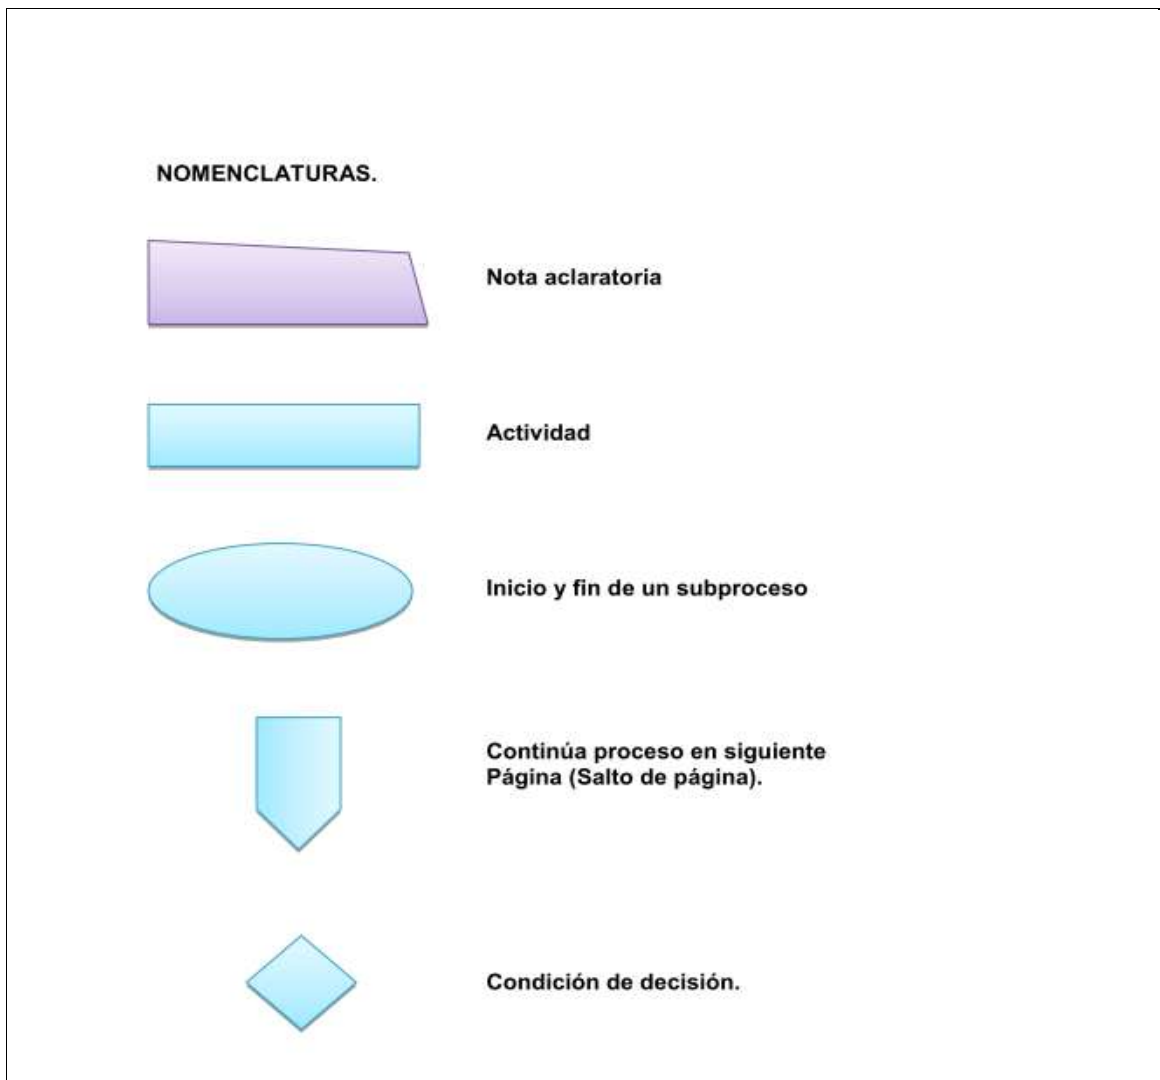 NOMENCLATURAS.
Nota aclaratoria
Actividad
Inicio y fin de un subproceso
Continúa proceso en siguiente
Página (Salto de página).
Condición de decisión.